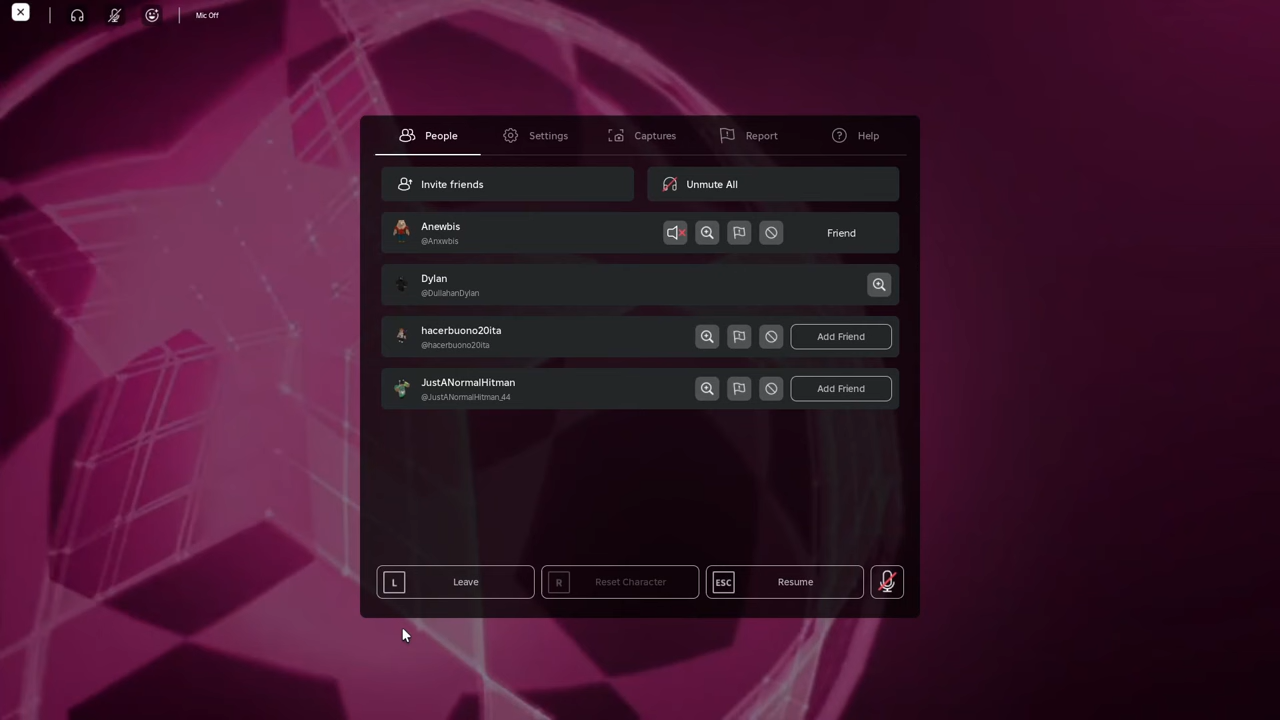 Mic Off
People
Settings
Captures
Report
Help
Invite friends
Unmute All
Anewbis
@Anxwbis
Friend
Dylan
@DullahanDylan
hacerbuono20ita
@hacerbuono20ita
Add Friend
JustANormalHitman
@JustANormalHitman_44
Add Friend
L Leave
R Reset Character
ESC Resume